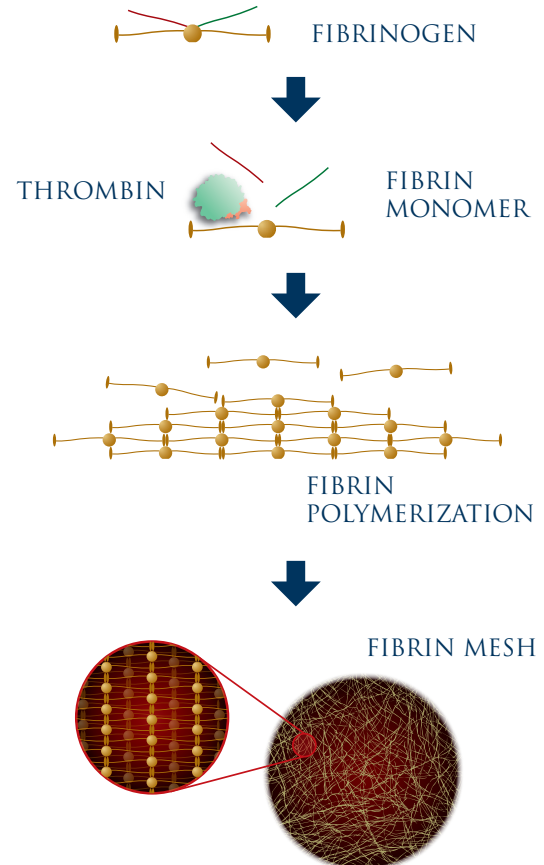 FIBRINOGEN
THROMBIN
FIBRIN
MONOMER
FIBRIN
POLYMERIZATION
FIBRIN MESH